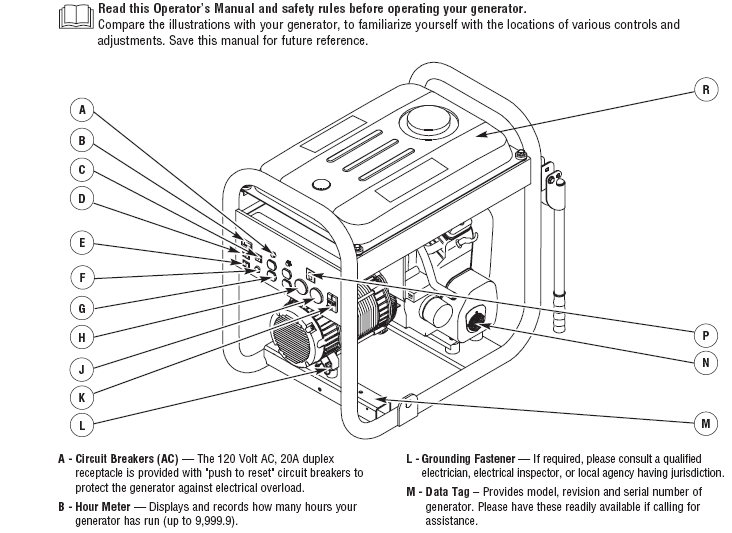 Read this Operator's Manual and safety rules before operating your generator.
Compare the illustrations with your generator, to familiarize yourself with the locations of various controls and
adjustments. Save this manual for future reference.
A
B
C
D
E
F
G
H
J
K
L
R
P
N
M
A - Circuit Breakers (AC) — The 120 Volt AC, 20A duplex
receptacle is provided with "push to reset" circuit breakers to
protect the generator against electrical overload.
B - Hour Meter — Displays and records how many hours your
generator has run (up to 9,999.9).
L - Grounding Fastener — If required, please consult a qualified
electrician, electrical inspector, or local agency having jurisdiction.
M - Data Tag – Provides model, revision and serial number of
generator. Please have these readily available if calling for
assistance.